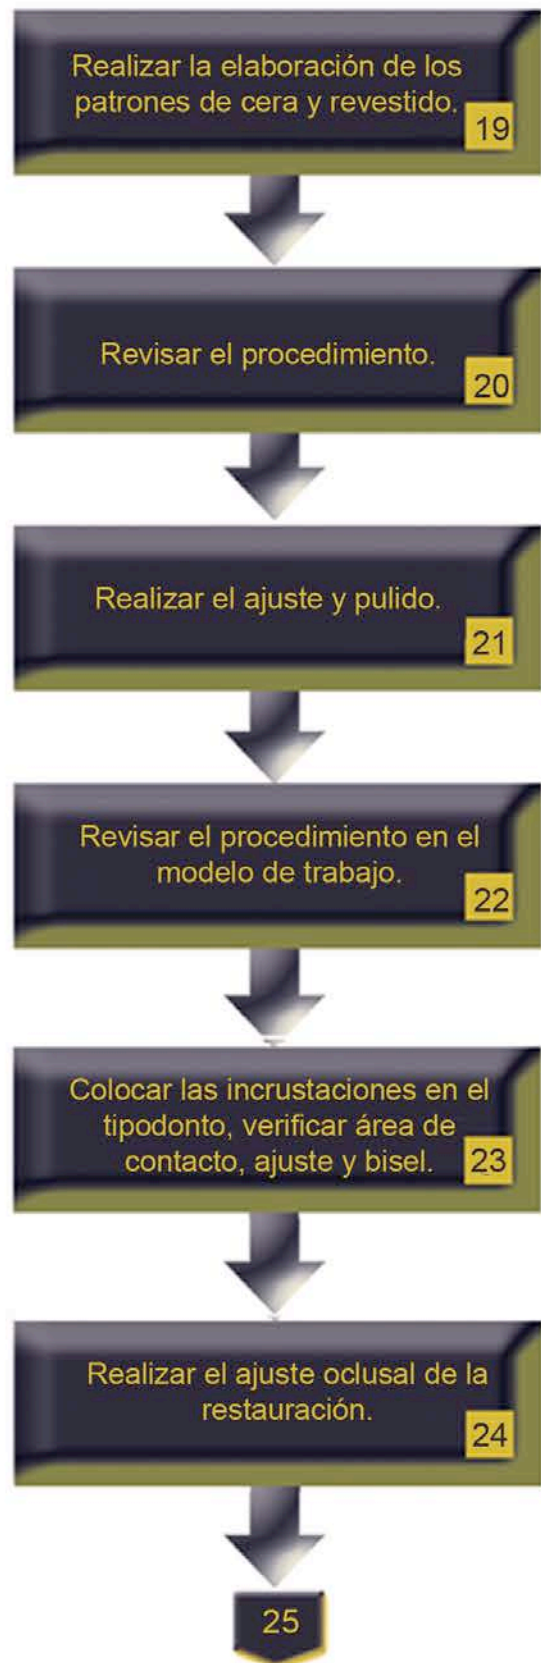 Realizar la elaboración de los
patrones de cera y revestido.
19
Revisar el procedimiento.
20
Realizar el ajuste y pulido.
21
Revisar el procedimiento en el
modelo de trabajo.
22
Colocar las incrustaciones en el
tipodonto, verificar área de
contacto, ajuste y bisel.
23
Realizar el ajuste oclusal de la
restauración.
24
25